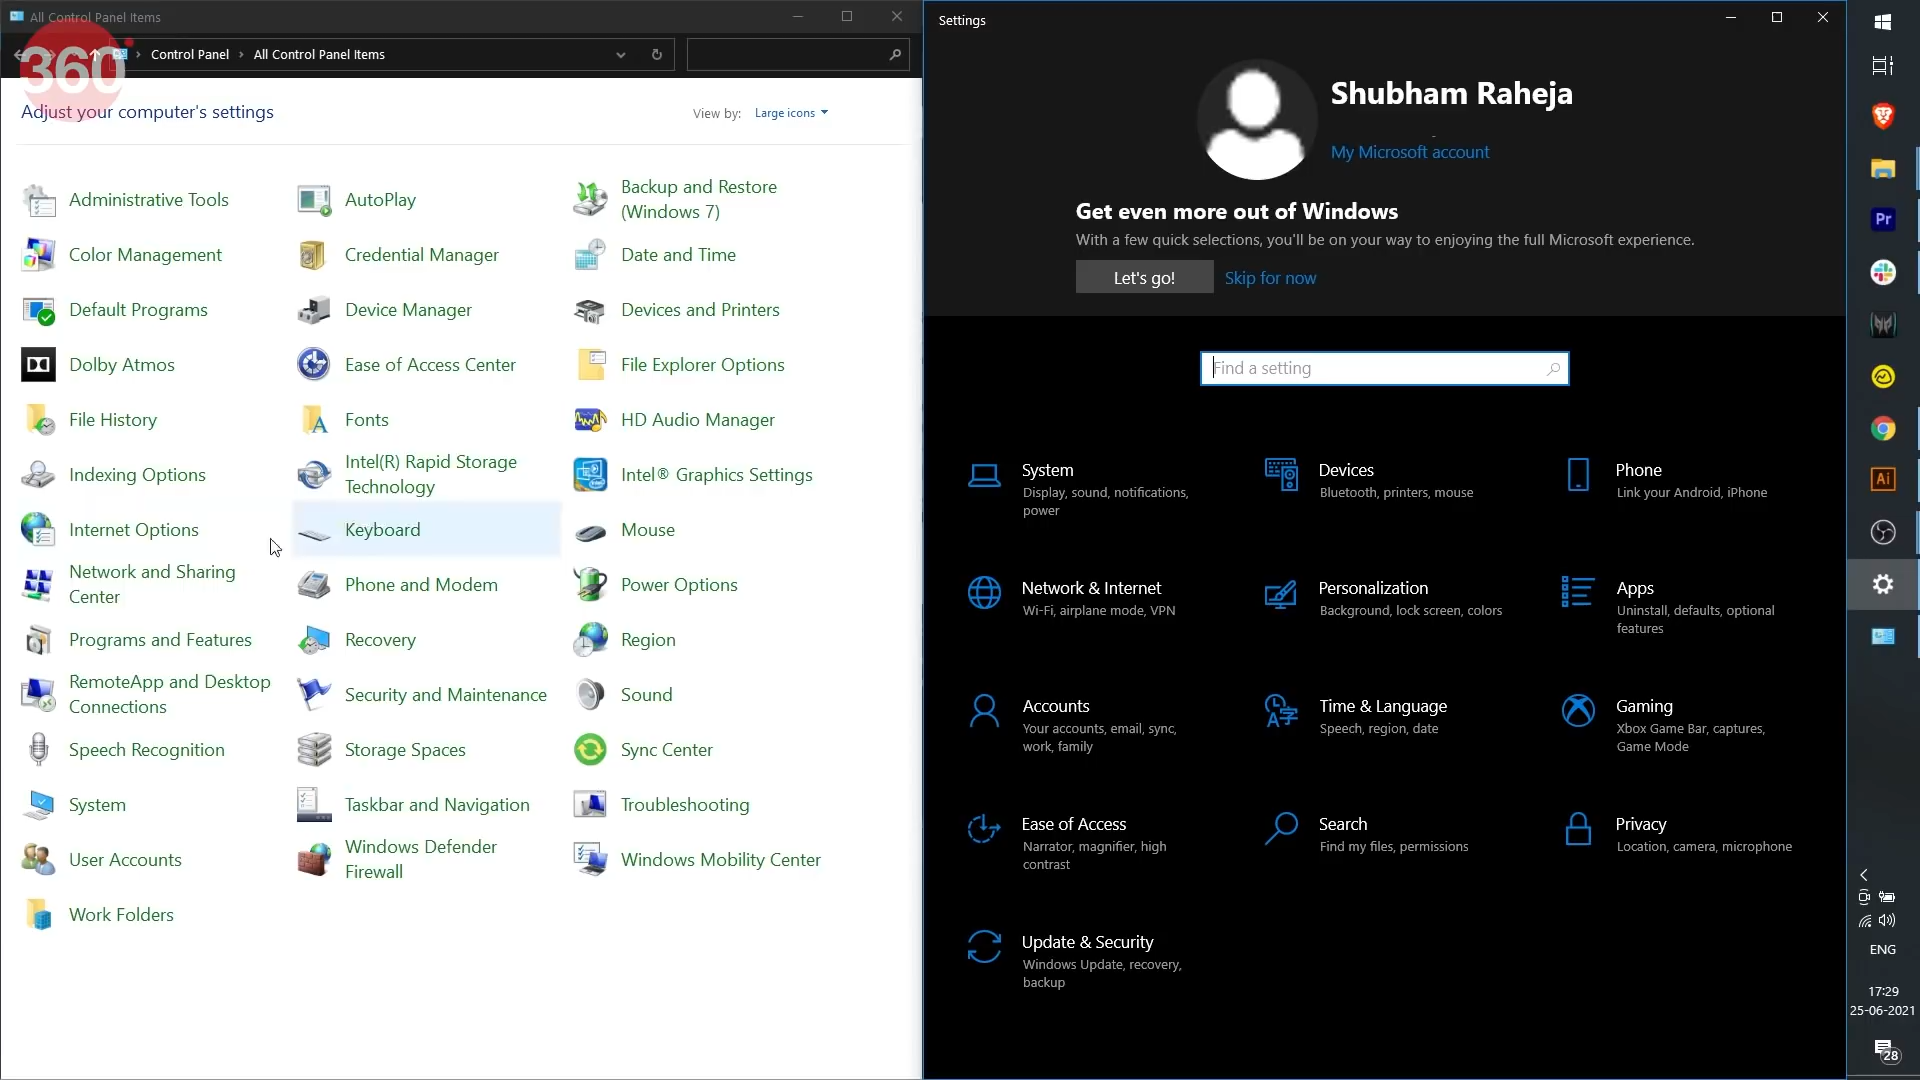 All Control Panel Items
Control Panel > All Control Panel Items
360
Adjust your computer's settings
View by: Large icons
Administrative Tools
AutoPlay
Backup and Restore
(Windows 7)
Color Management
Credential Manager
Date and Time
Default Programs
Device Manager
Devices and Printers
Dolby Atmos
Ease of Access Center
File Explorer Options
File History
Fonts
HD Audio Manager
Indexing Options
Intel(R) Rapid Storage
Technology
Intel® Graphics Settings
Internet Options
Keyboard
Mouse
Network and Sharing
Center
Phone and Modem
Power Options
Programs and Features
Recovery
Region
RemoteApp and Desktop
Connections
Security and Maintenance
Sound
Speech Recognition
Storage Spaces
Sync Center
System
Taskbar and Navigation
Troubleshooting
User Accounts
Windows Defender
Firewall
Windows Mobility Center
Work Folders
Settings
Shubham Raheja
My Microsoft account
Get even more out of Windows
With a few quick selections, you'll be on your way to enjoying the full Microsoft experience.
Let's go!
Skip for now
Find a setting
System
Display, sound, notifications,
power
Devices
Bluetooth, printers, mouse
Phone
Link your Android, iPhone
Network & Internet
Wi-Fi, airplane mode, VPN
Personalization
Background, lock screen, colors
Apps
Uninstall, defaults, optional
features
Accounts
Your accounts, email, sync,
work, family
Time & Language
Speech, region, date
Gaming
Xbox Game Bar, captures,
Game Mode
Ease of Access
Narrator, magnifier, high
contrast
Search
Find my files, permissions
Privacy
Location, camera, microphone
Update & Security
Windows Update, recovery,
backup
Pr
Ai
ENG
17:29
25-06-2021
28